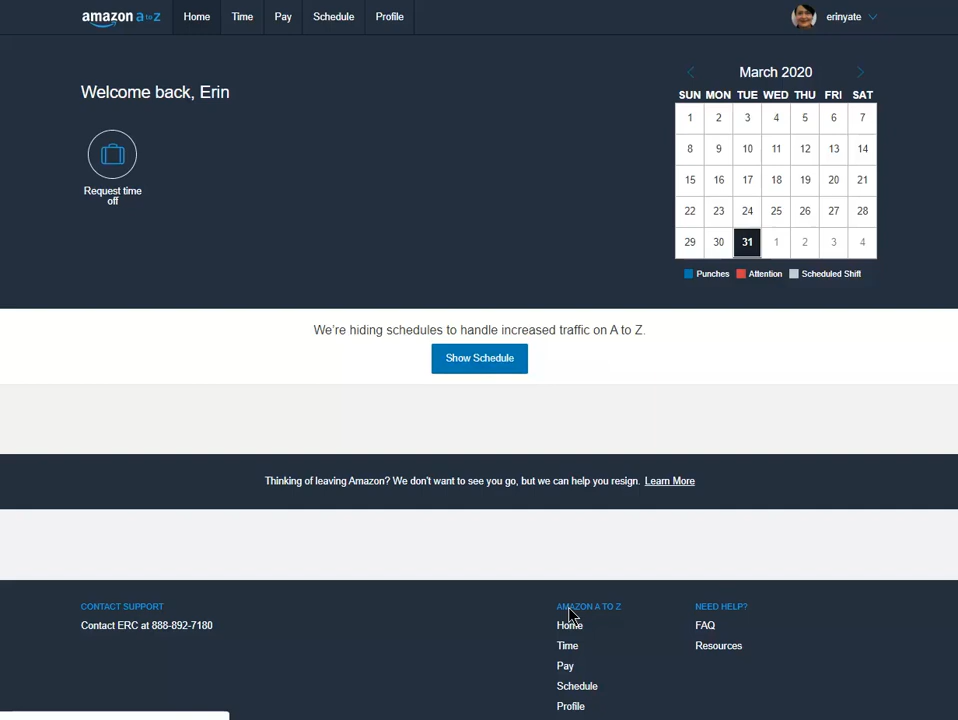 amazon a to z Home Time Pay Schedule Profile erinyate
Welcome back, Erin
Request time
off
March 2020
SUN MON TUE WED THU FRI SAT
1 2 3 4 5 6 7
8 9 10 11 12 13 14
15 16 17 18 19 20 21
22 23 24 25 26 27 28
29 30 31 1 2 3 4
Punches Attention Scheduled Shift
We're hiding schedules to handle increased traffic on A to Z.
Show Schedule
Thinking of leaving Amazon? We don't want to see you go, but we can help you resign. Learn More
CONTACT SUPPORT
Contact ERC at 888-892-7180
AMAZON A TO Z
Home
Time
Pay
Schedule
Profile
NEED HELP?
FAQ
Resources